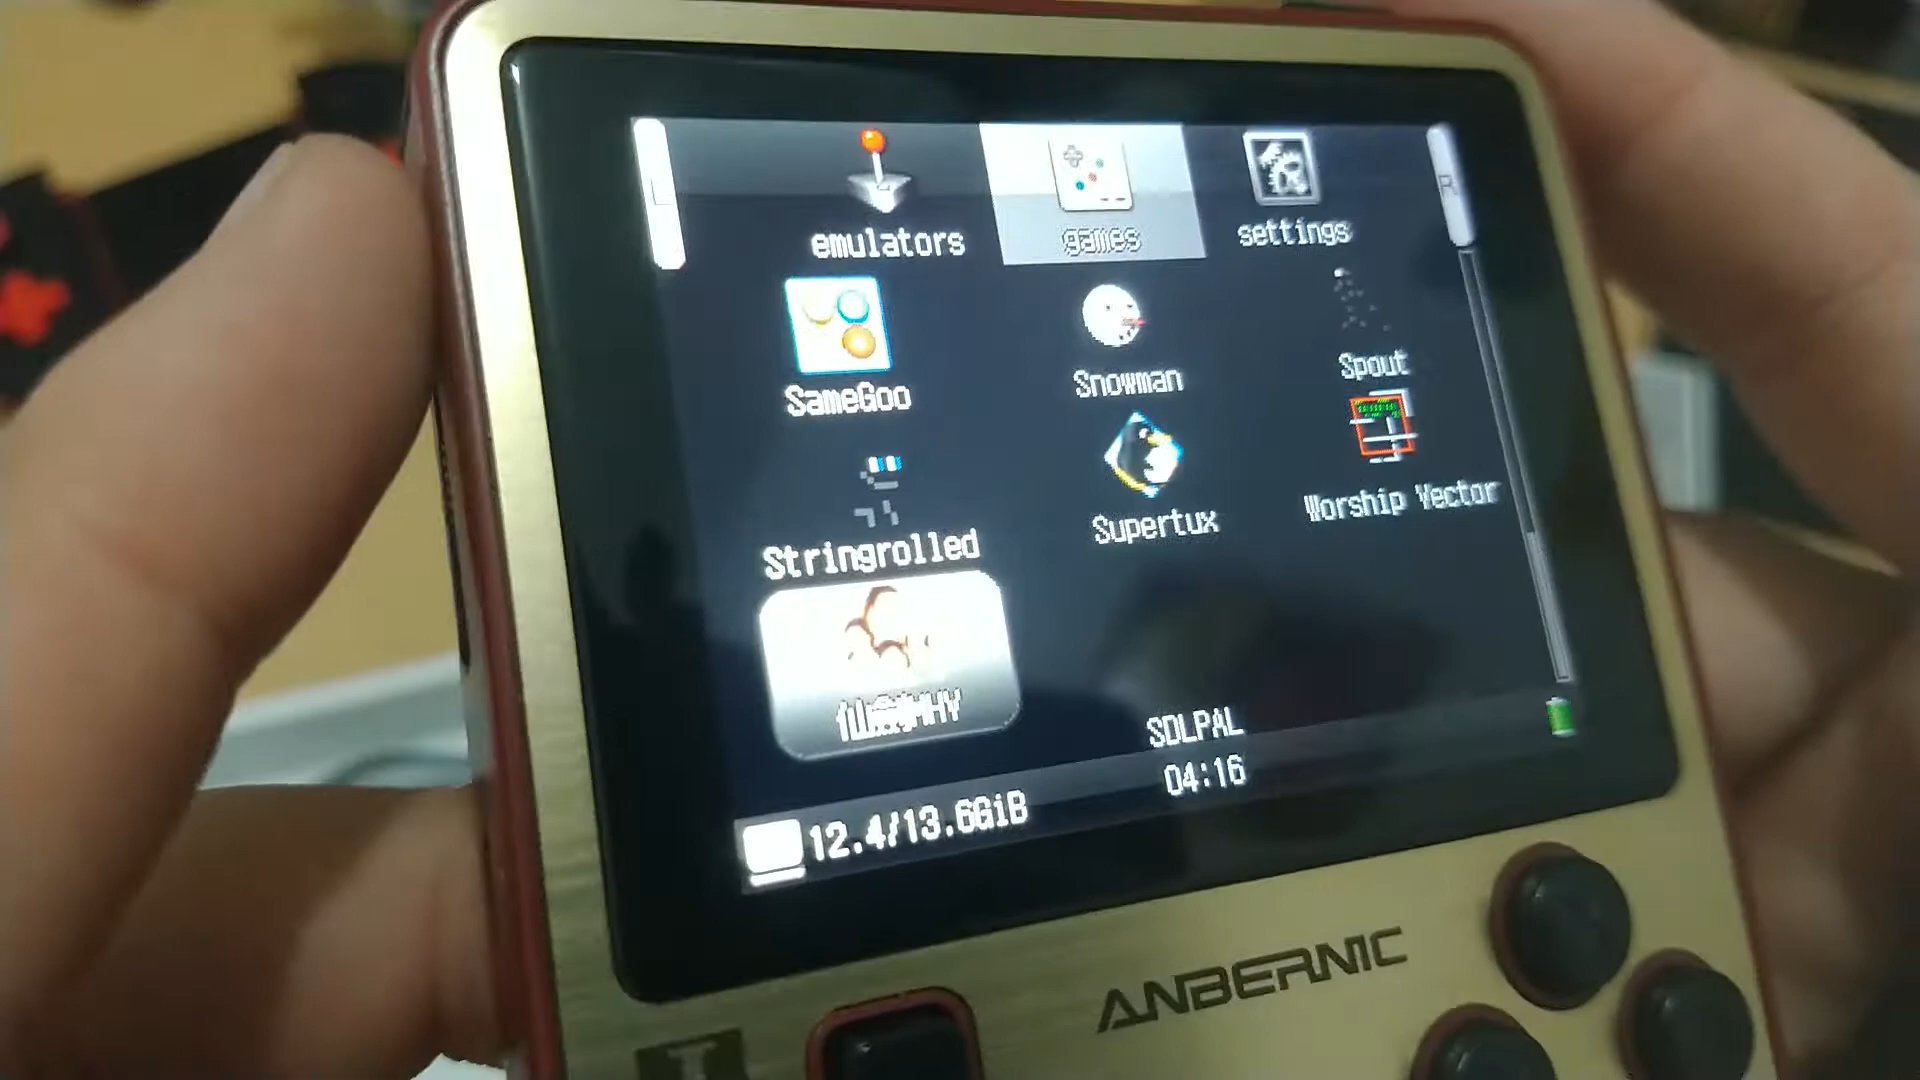 L
R
emulators
games
settings
SameGoo
Snowman
Spout
Stringrolled
Supertux
Worship Vector
SDLPAL
12.4/13.6GiB
04:16
ANBERNIC